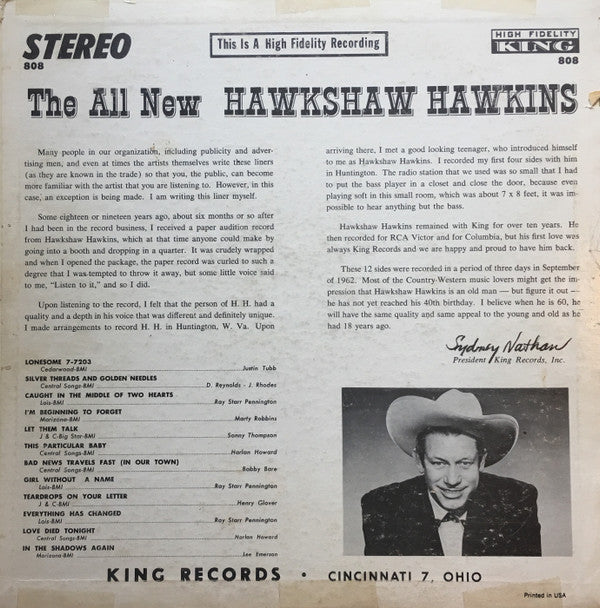 STEREO
808
This Is A High Fidelity Recording
HIGH FIDELITY
KING
808
The All New HAWKSHAW HAWKINS
Many people in our organization, including publicity and adver-
tising men, and even at times the artists themselves write these liners
(as they are known in the trade) so that you, the public, can become
more familiar with the artist that you are listening to. However, in this
case, an exception is being made. I am writing this liner myself.
Some eighteen or nineteen years ago, about six months or so after
I had been in the record business, I received a paper audition record
from Hawkshaw Hawkins, which at that time anyone could make by
going into a booth and dropping in a quarter. It was crudely wrapped
and when I opened the package, the paper record was curled to such a
degree that I was tempted to throw it away, but some little voice said
to me, "Listen to it," and so I did.
Upon listening to the record, I felt that the person of H. H. had a
quality and a depth in his voice that was different and definitely unique.
I made arrangements to record H. H. in Huntington, W. Va. Upon
arriving there, I met a good looking teenager, who introduced himself
to me as Hawkshaw Hawkins. I recorded my first four sides with him
in Huntington. The radio station that we used was so small that I had
to put the bass player in a closet and close the door, because even
playing soft in this small room, which was about 7 x 8 feet, it was im-
possible to hear anything but the bass.
Hawkshaw Hawkins remained with King for over ten years. He
then recorded for RCA Victor and for Columbia, but his first love was
always King Records and we are happy and proud to have him back.
These 12 sides were recorded in a period of three days in September
of 1962. Most of the Country-Western music lovers might get the im-
pression that Hawkshaw Hawkins is an old man — but figure it out —
he has not yet reached his 40th birthday. I believe when he is 60, he
will have the same quality and same appeal to the young and old as he
had 18 years ago.
Sydney Nathan
President King Records, Inc.
LONESOME 7-7203
Cedarwood-BMI Justin Tubb
SILVER THREADS AND GOLDEN NEEDLES
Central Songs-BMI D. Reynolds - J. Rhodes
CAUGHT IN THE MIDDLE OF TWO HEARTS
Lois-BMI Ray Starr Pennington
I'M BEGINNING TO FORGET
Marizona-BMI Marty Robbins
LET THEM TALK
J & C-Big Star-BMI Sonny Thompson
THIS PARTICULAR BABY
Central Songs-BMI Harlan Howard
BAD NEWS TRAVELS FAST (IN OUR TOWN)
Central Songs-BMI Bobby Bare
GIRL WITHOUT A NAME
Lois-BMI Ray Starr Pennington
TEARDROPS ON YOUR LETTER
J & C-BMI Henry Glover
EVERYTHING HAS CHANGED
Lois-BMI Ray Starr Pennington
LOVE DIED TONIGHT
Central Songs-BMI Harlan Howard
IN THE SHADOWS AGAIN
Marizona-BMI Lee Emerson
KING RECORDS • CINCINNATI 7, OHIO
Printed in USA